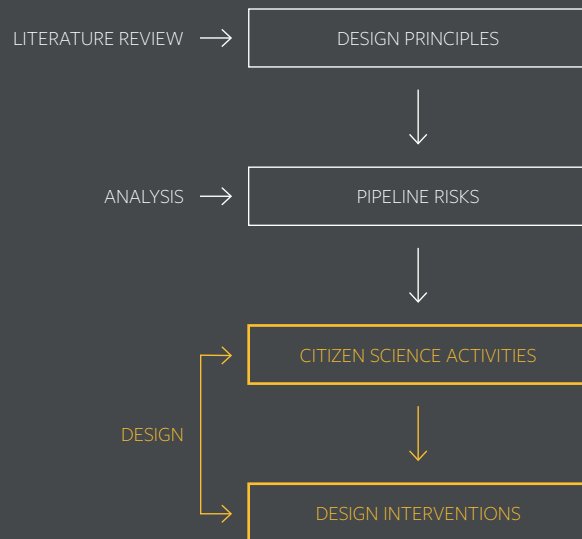 LITERATURE REVIEW
DESIGN PRINCIPLES
ANALYSIS
PIPELINE RISKS
CITIZEN SCIENCE ACTIVITIES
DESIGN
DESIGN INTERVENTIONS